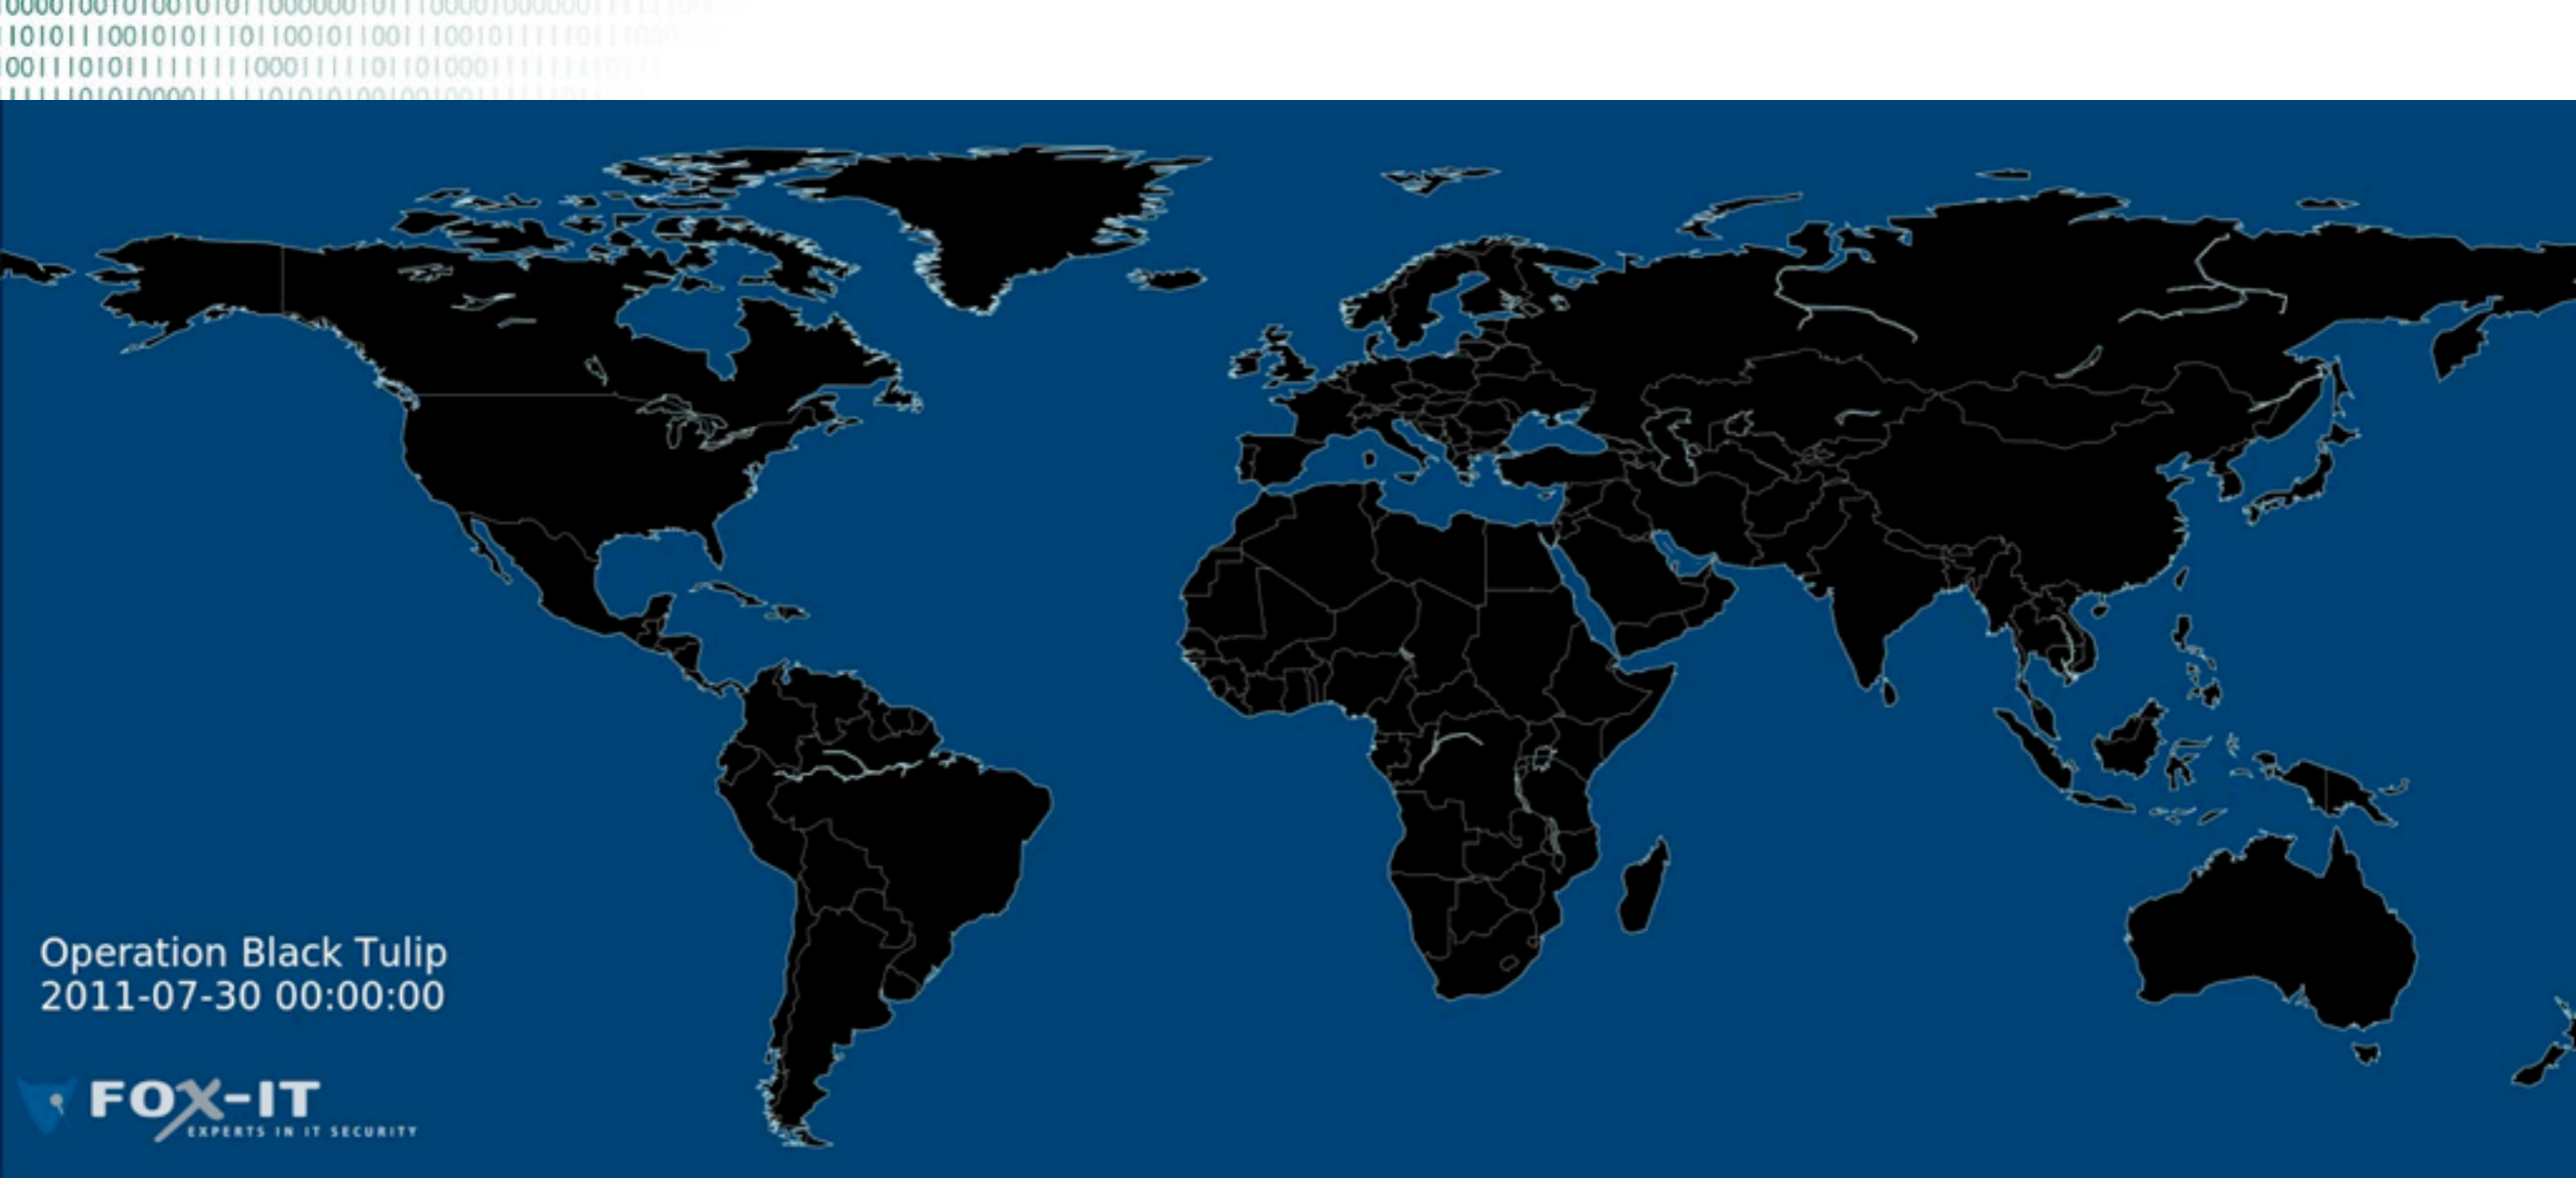 Operation Black Tulip
2011-07-30 00:00:00
FOX-IT
EXPERTS IN IT SECURITY